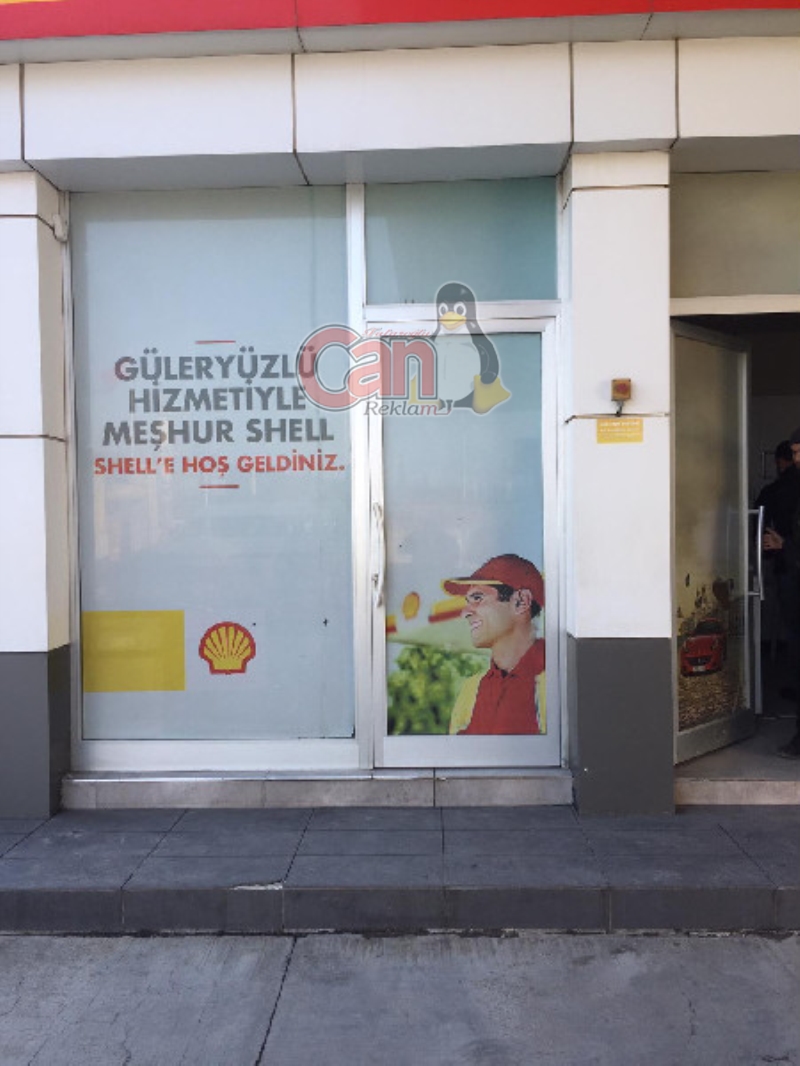 GÜLERYÜZLÜ
HİZMETİYLE
MEŞHUR SHELL
SHELL'E HOŞ GELDİNİZ.
Can
Reklam